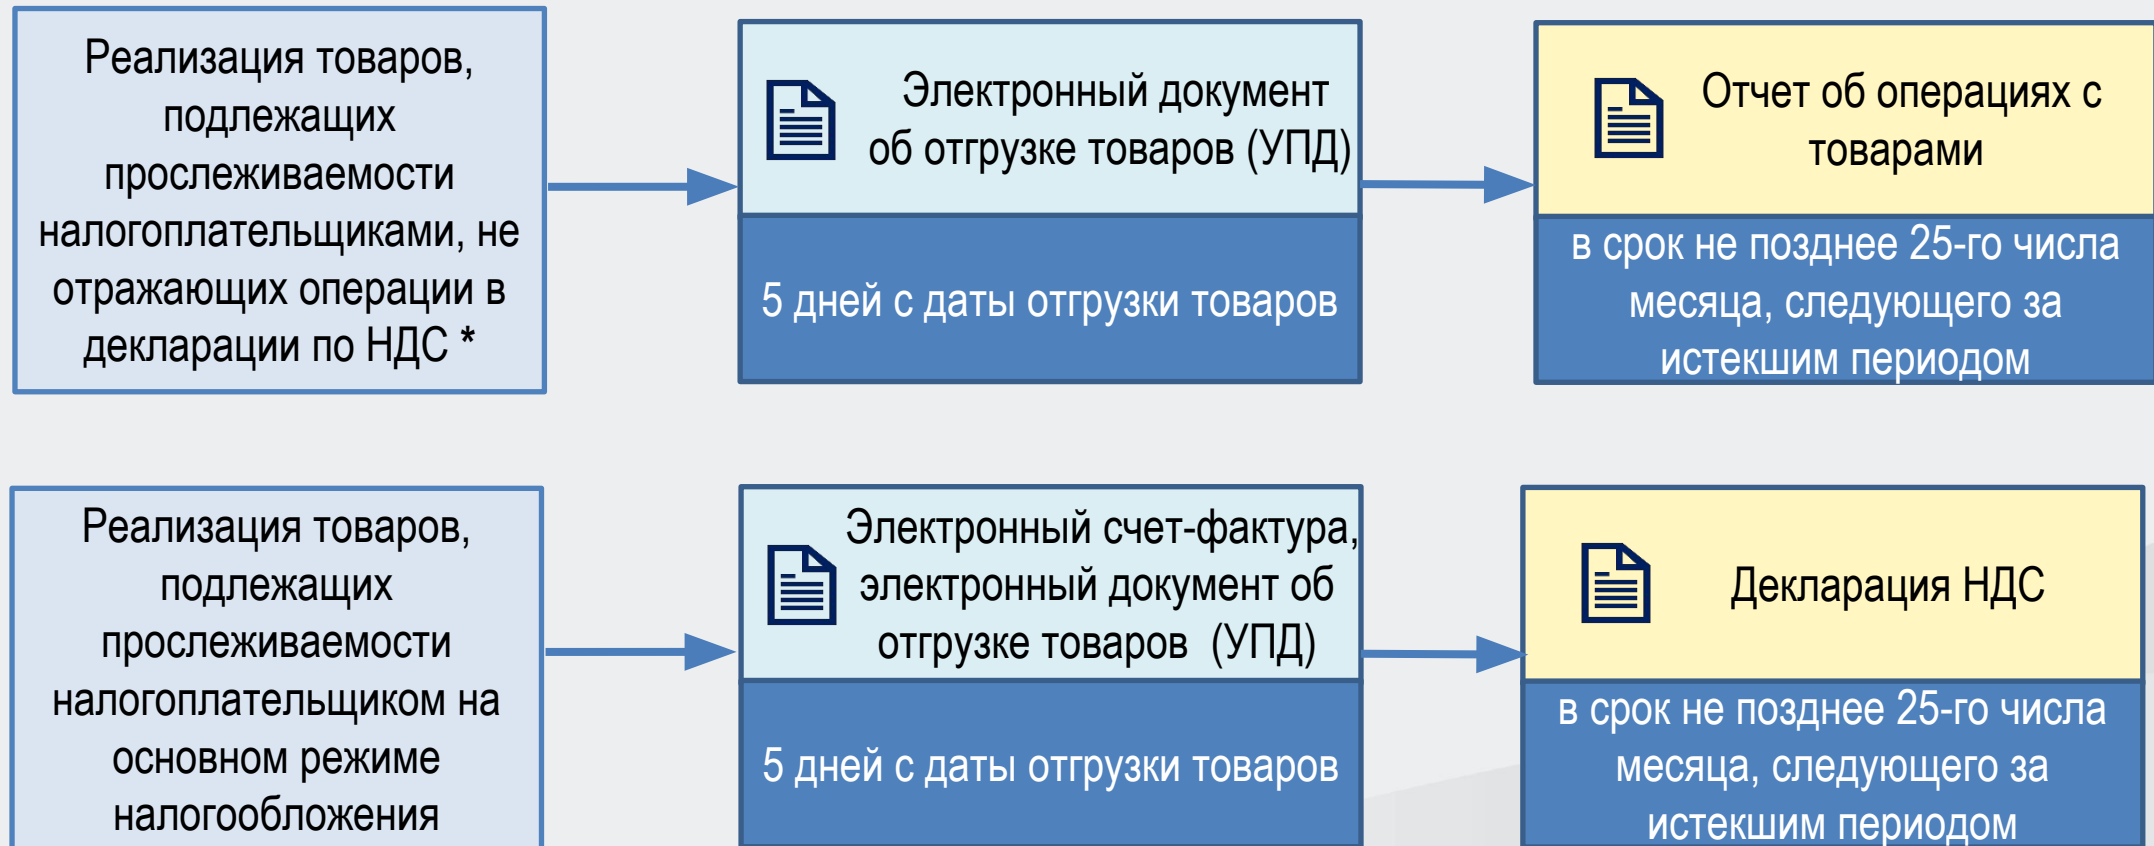 Реализация товаров,
подлежащих
прослеживаемости
налогоплательщиками, не
отражающих операции в
декларации по НДС *
Электронный документ
об отгрузке товаров (УПД)
5 дней с даты отгрузки товаров
Отчет об операциях с
товарами
в срок не позднее 25-го числа
месяца, следующего за
истекшим периодом
Реализация товаров,
подлежащих
прослеживаемости
налогоплательщиком на
основном режиме
налогообложения
Электронный счет-фактура,
электронный документ об
отгрузке товаров (УПД)
5 дней с даты отгрузки товаров
Декларация НДС
в срок не позднее 25-го числа
месяца, следующего за
истекшим периодом